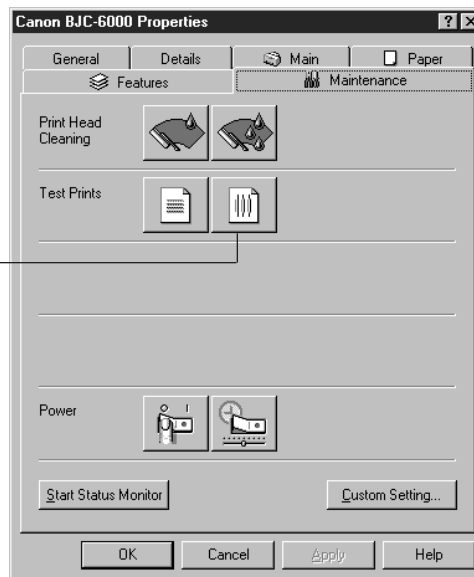 Canon BJC-6000 Properties
General Details Main Paper
Features Maintenance
Print Head
Cleaning
Test Prints
Power
Start Status Monitor Custom Setting...
OK Cancel Apply Help